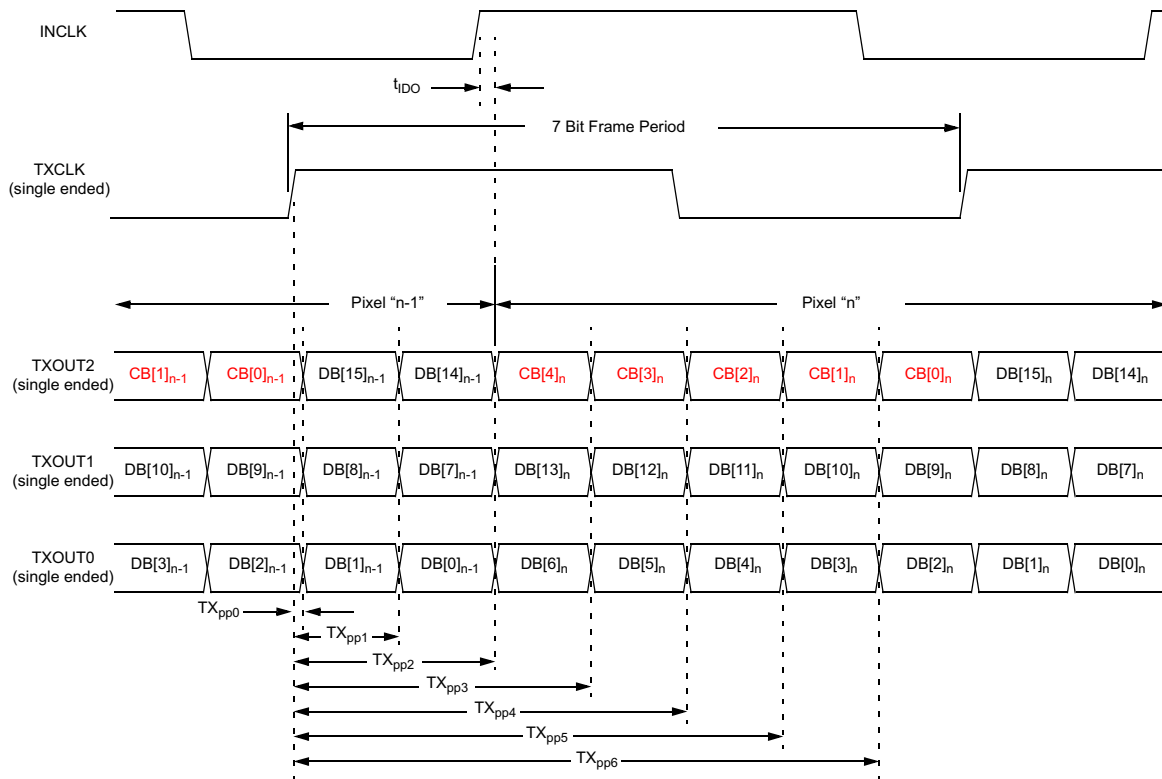 INCLK
tIDO
7 Bit Frame Period
TXCLK
(single ended)
Pixel “n-1” Pixel “n”
TXOUT2
(single ended)
CB[1]n-1 CB[0]n-1 DB[15]n-1 DB[14]n-1 CB[4]n CB[3]n CB[2]n CB[1]n CB[0]n DB[15]n DB[14]n
TXOUT1
(single ended)
DB[10]n-1 DB[9]n-1 DB[8]n-1 DB[7]n-1 DB[13]n DB[12]n DB[11]n DB[10]n DB[9]n DB[8]n DB[7]n
TXOUT0
(single ended)
DB[3]n-1 DB[2]n-1 DB[1]n-1 DB[0]n-1 DB[6]n DB[5]n DB[4]n DB[3]n DB[2]n DB[1]n DB[0]n
TXpp0
TXpp1
TXpp2
TXpp3
TXpp4
TXpp5
TXpp6